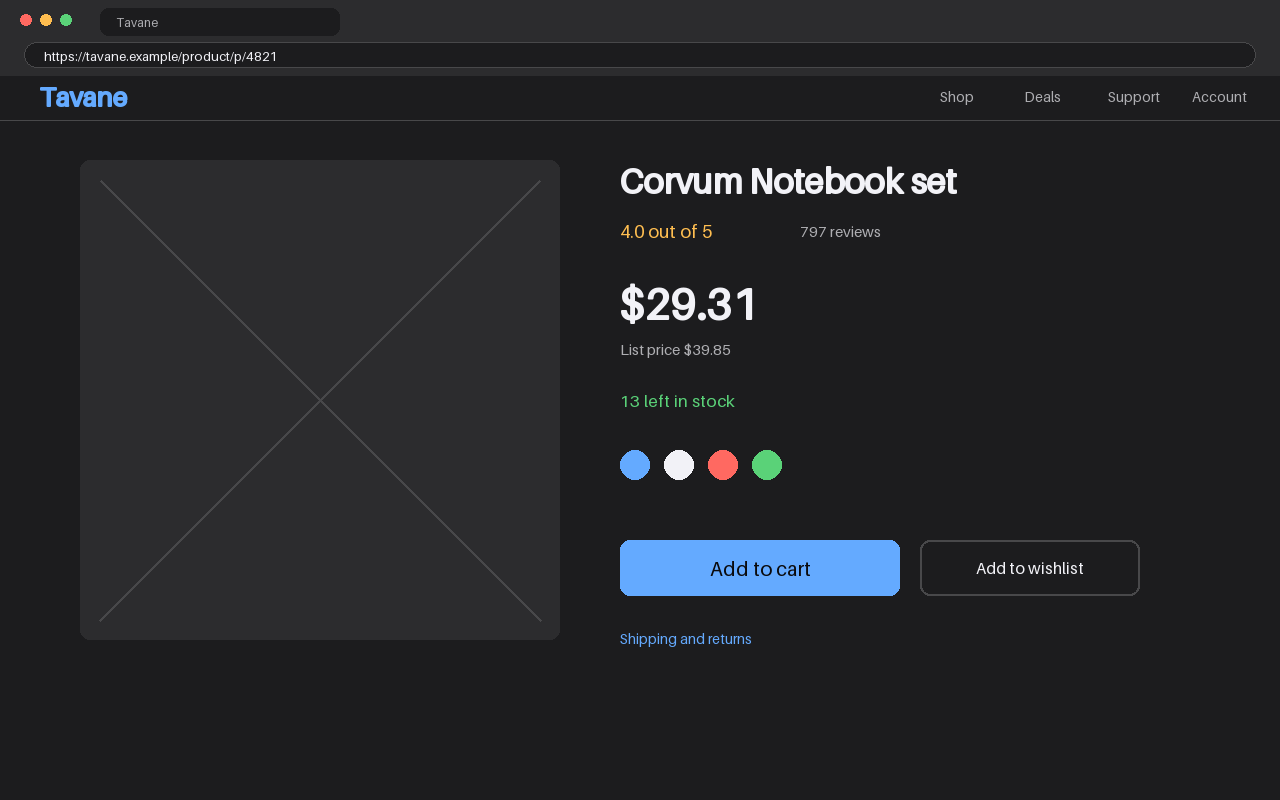 Tavane
https://tavane.example/product/p/4821
Tavane
Shop Deals Support Account
Corvum Notebook set
4.0 out of 5 797 reviews
$29.31
List price $39.85
13 left in stock
Add to cart Add to wishlist
Shipping and returns